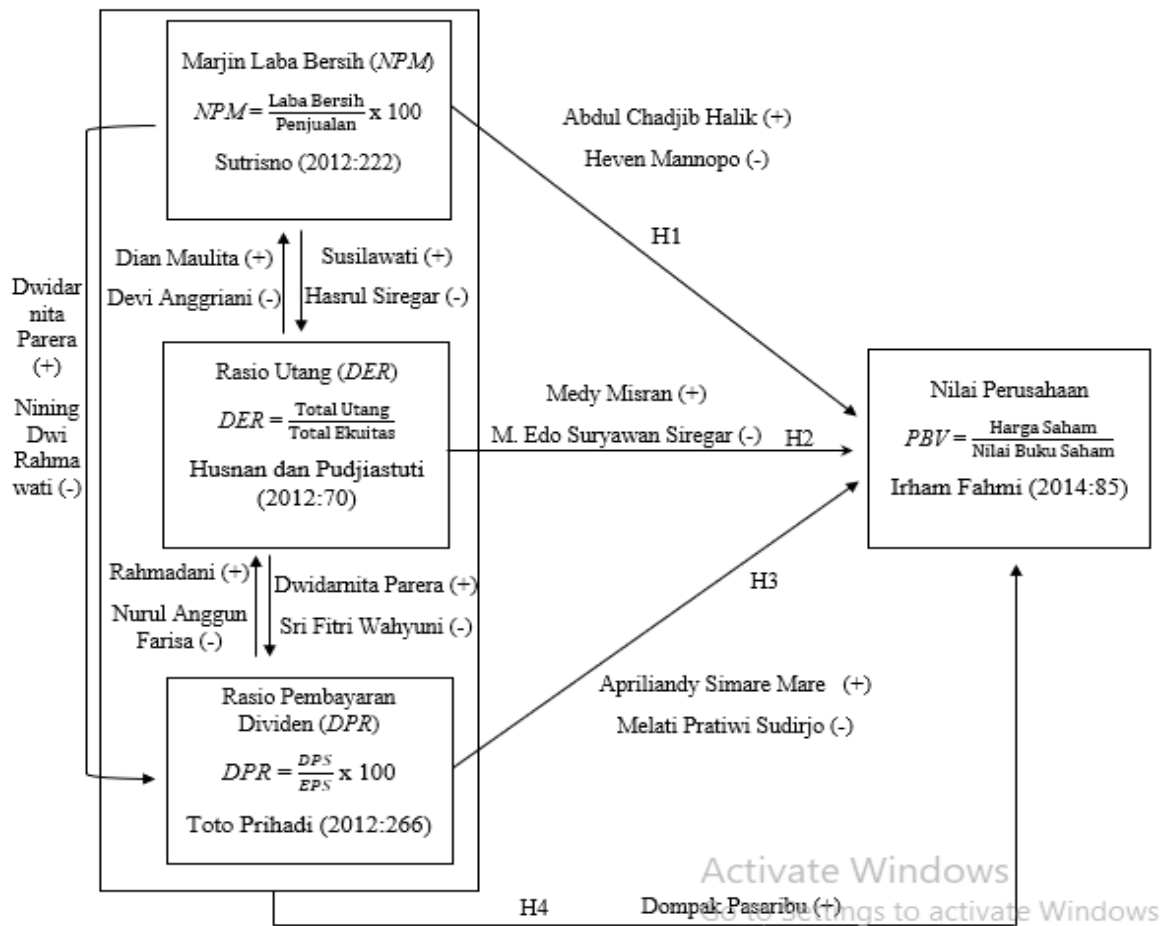 Marjin Laba Bersih (NPM)
NPM = Laba Bersih / Penjualan x 100
Sutrisno (2012:222)
Abdul Chadjib Halik (+)
Heven Mannopo (-)
H1
Dian Maulita (+)
Devi Anggriani (-)
Susilawati (+)
Hasrul Siregar (-)
Dwidar
nita
Parera
(+)
Nining
Dwi
Rahma
wati (-)
Rasio Utang (DER)
DER = Total Utang / Total Ekuitas
Husnan dan Pudjiastuti
(2012:70)
Medy Misran (+)
M. Edo Suryawan Siregar (-)
H2
Nilai Perusahaan
PBV = Harga Saham / Nilai Buku Saham
Irham Fahmi (2014:85)
Rahmadani (+)
Nurul Anggun
Farisa (-)
Dwidarnita Parera (+)
Sri Fitri Wahyuni (-)
H3
Rasio Pembayaran
Dividen (DPR)
DPR = DPS / EPS x 100
Toto Prihadi (2012:266)
Apriliandy Simare Mare (+)
Melati Pratiwi Sudirjo (-)
H4
Dompak Pasaribu (+)
Activate Windows
Go to Settings to activate Windows